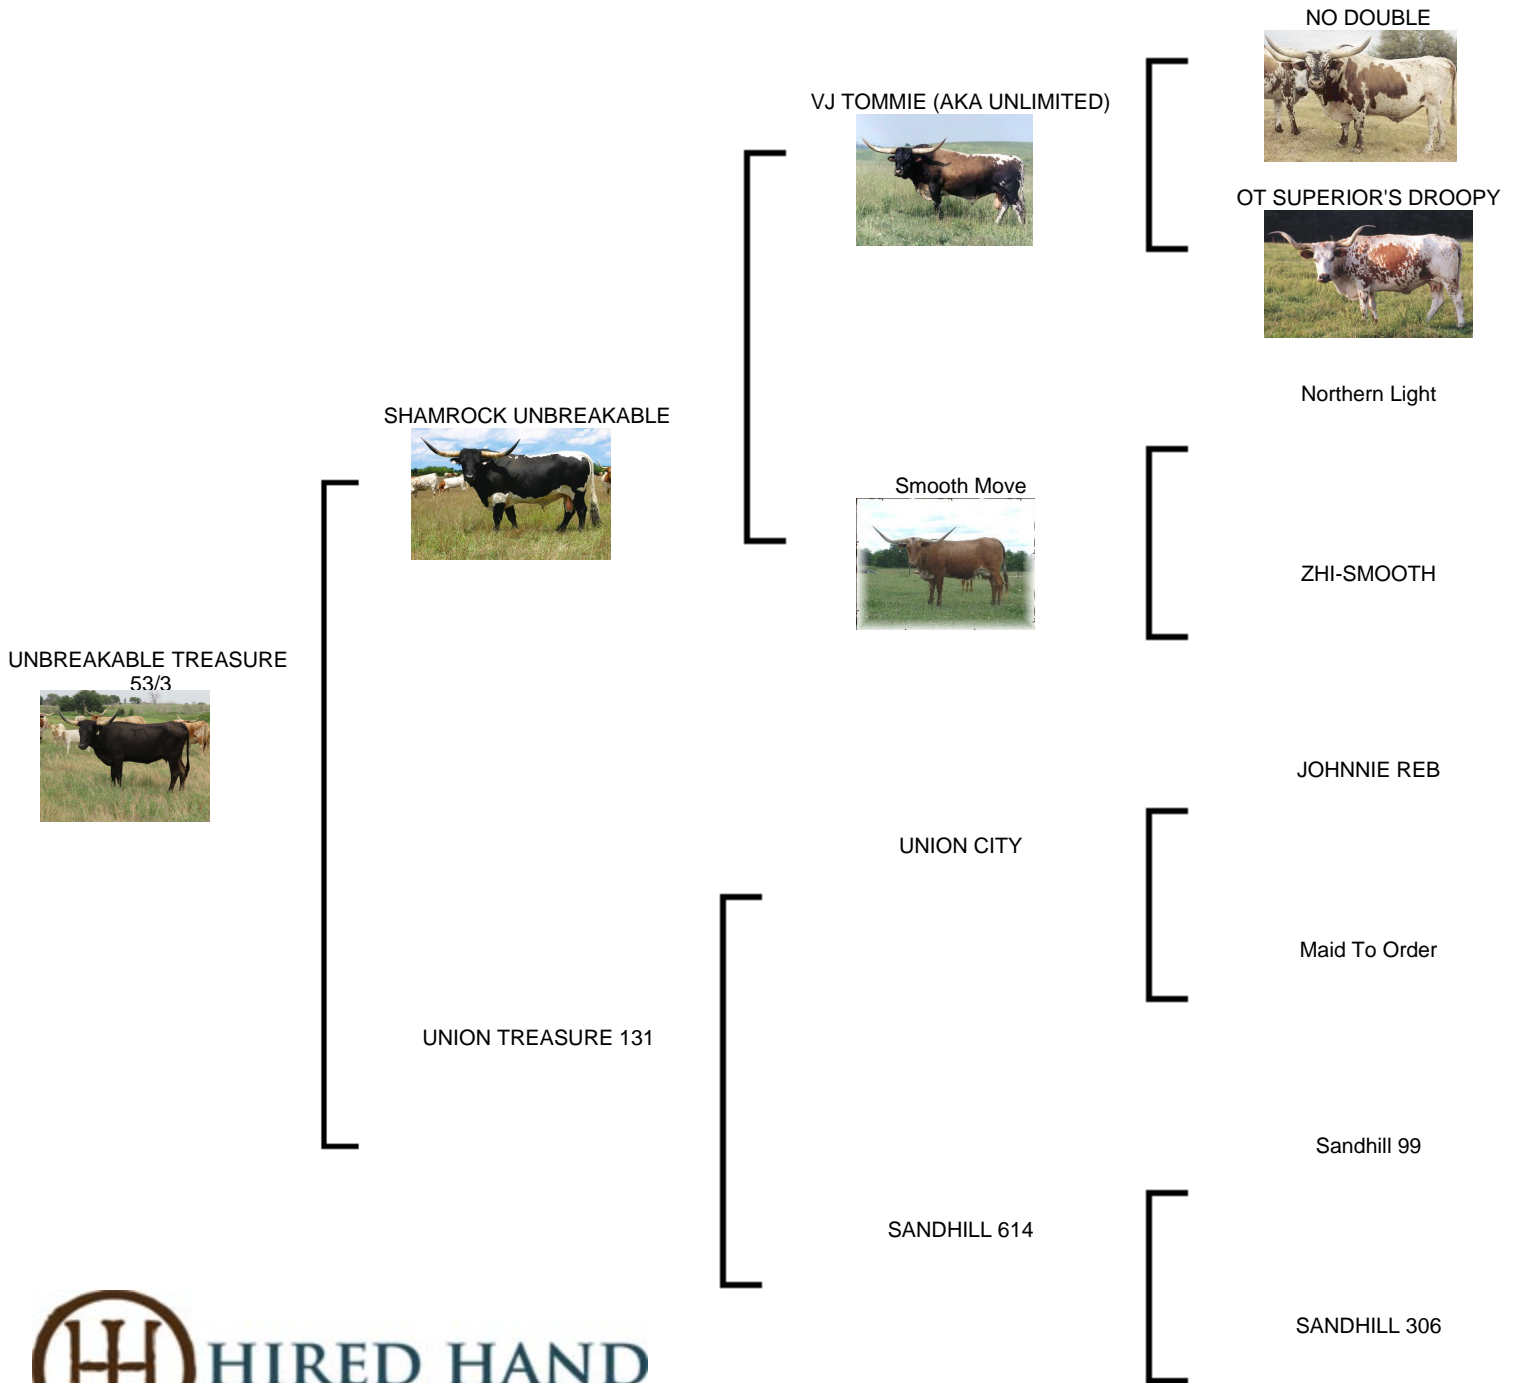 NO DOUBLE
VJ TOMMIE (AKA UNLIMITED)
OT SUPERIOR'S DROOPY
Northern Light
SHAMROCK UNBREAKABLE
Smooth Move
ZHI-SMOOTH
UNBREAKABLE TREASURE
53/3
JOHNNIE REB
UNION CITY
Maid To Order
UNION TREASURE 131
Sandhill 99
SANDHILL 614
SANDHILL 306
HIRED HAND